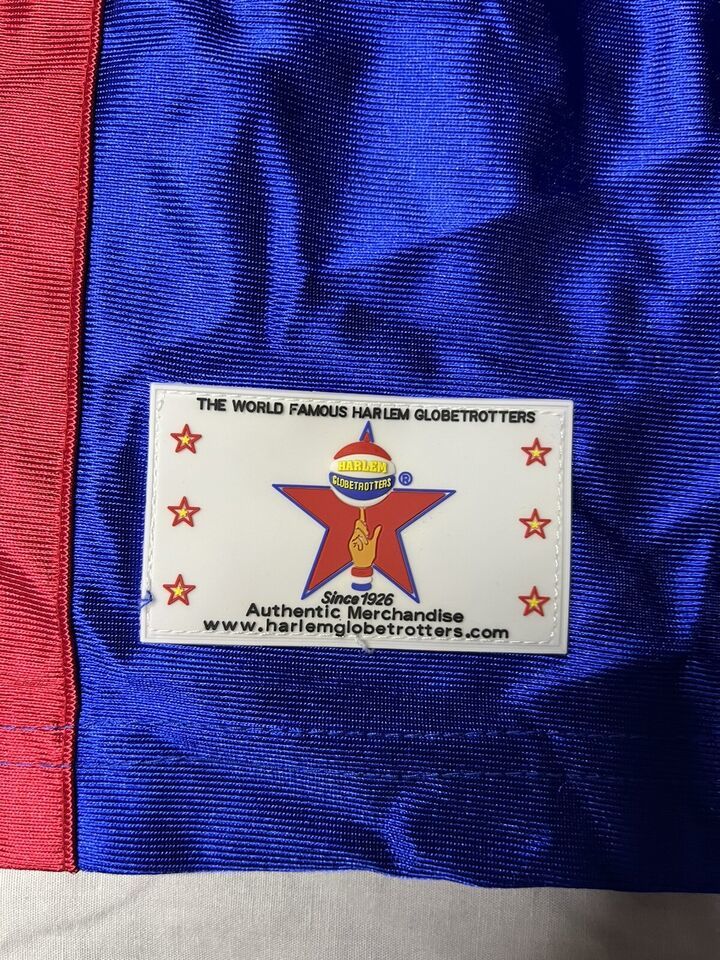 THE WORLD FAMOUS HARLEM GLOBETROTTERS
HARLEM
GLOBETROTTERS ®
Since 1926
Authentic Merchandise
www.harlemglobetrotters.com